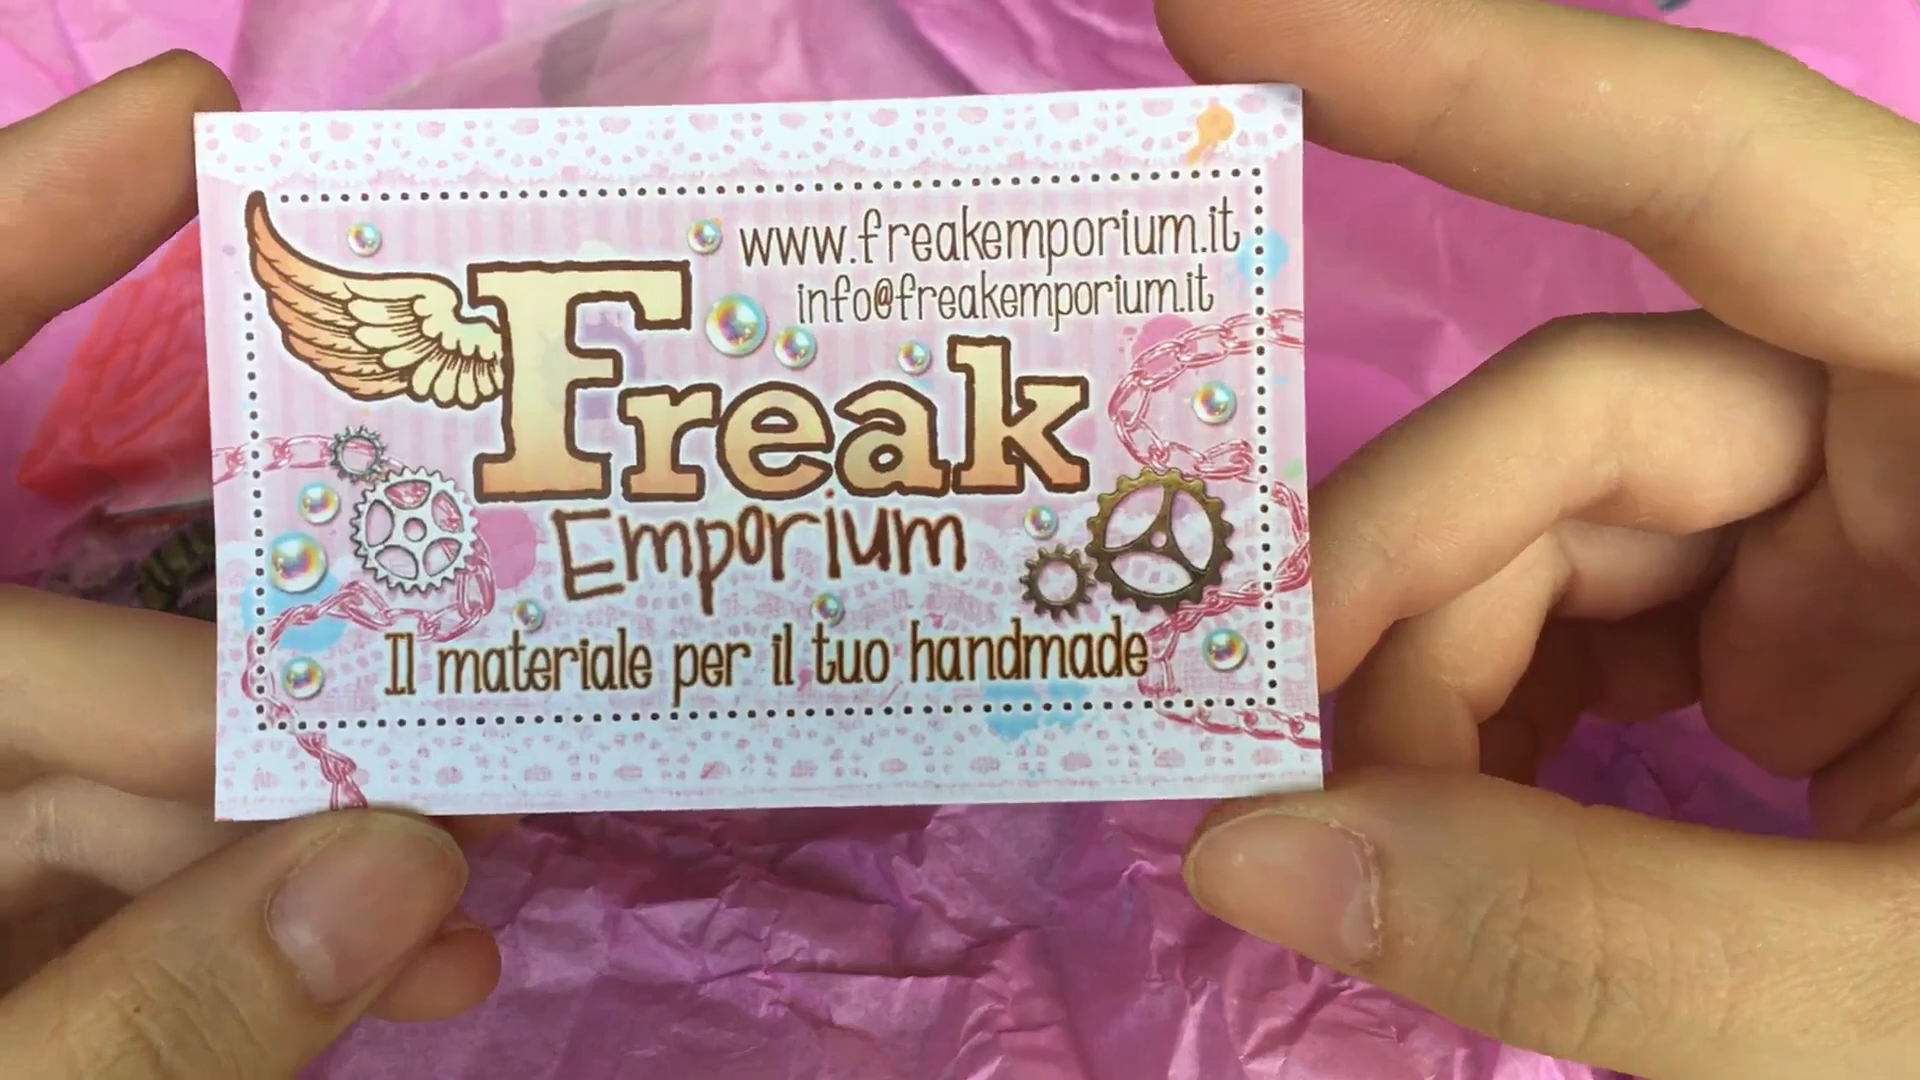 www.freakemporium.it
info@freakemporium.it
Freak
Emporium
Il materiale per il tuo handmade